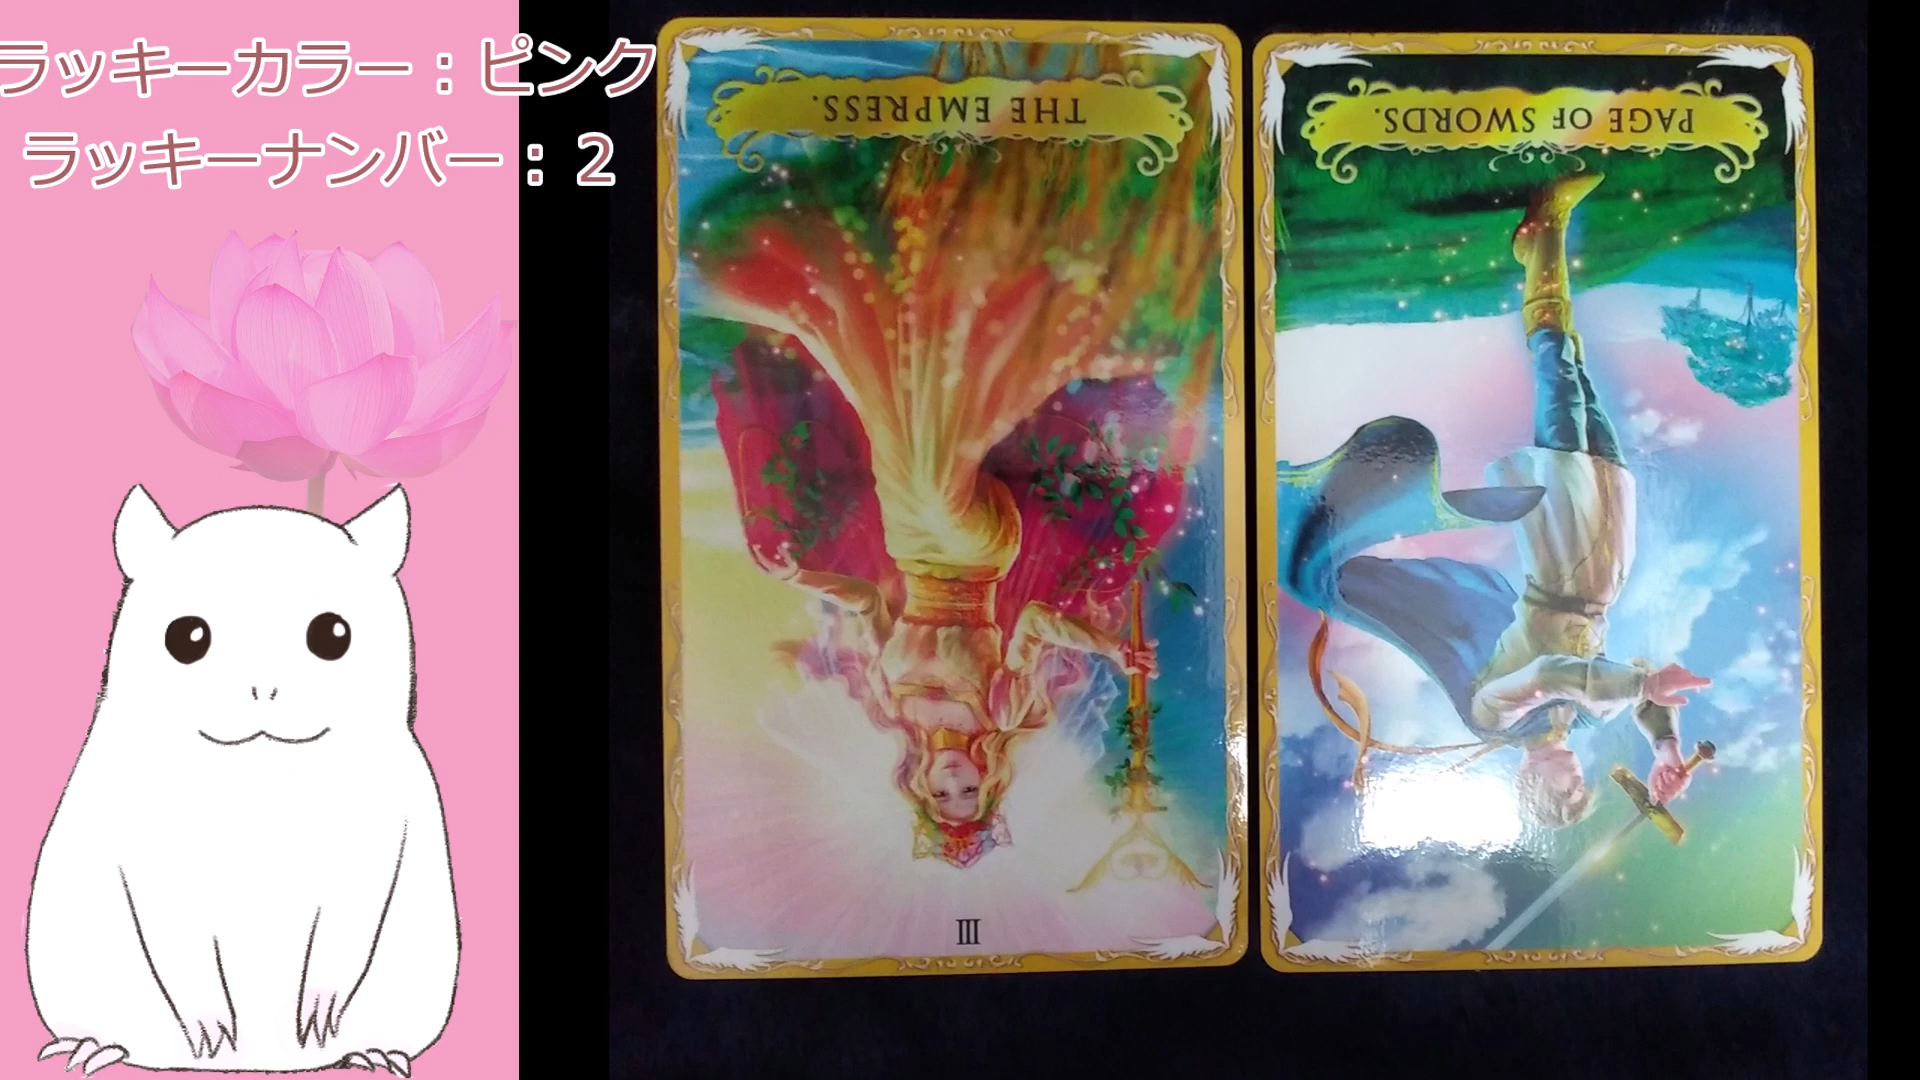 ラッキーカラー：ピンク
ラッキーナンバー：２
THE EMPRESS.
PAGE OF SWORDS.
III